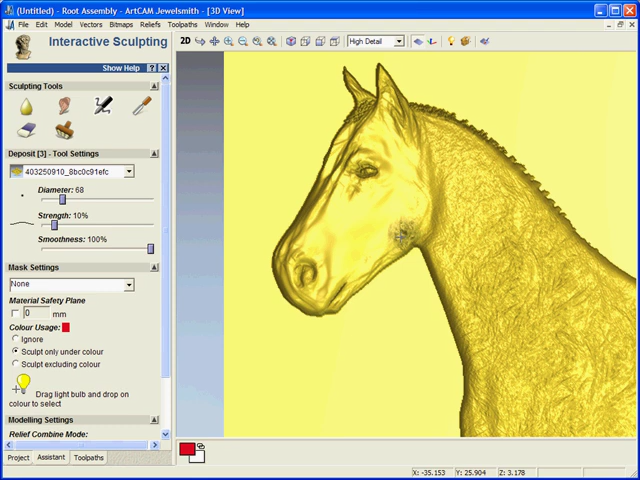 (Untitled) - Root Assembly - ArtCAM Jewelsmith - [3D View]
File Edit Model Vectors Bitmaps Reliefs Toolpaths Window Help
Interactive Sculpting
2D
High Detail
Show Help
Sculpting Tools
Deposit [3] - Tool Settings
403250910_8bc0c91efc
Diameter: 68
Strength: 10%
Smoothness: 100%
Mask Settings
None
Material Safety Plane
0 mm
Colour Usage:
Ignore
Sculpt only under colour
Sculpt excluding colour
Drag light bulb and drop on
colour to select
Modelling Settings
Relief Combine Mode:
Project Assistant Toolpaths
X: -35.153 Y: 25.904 Z: 3.178